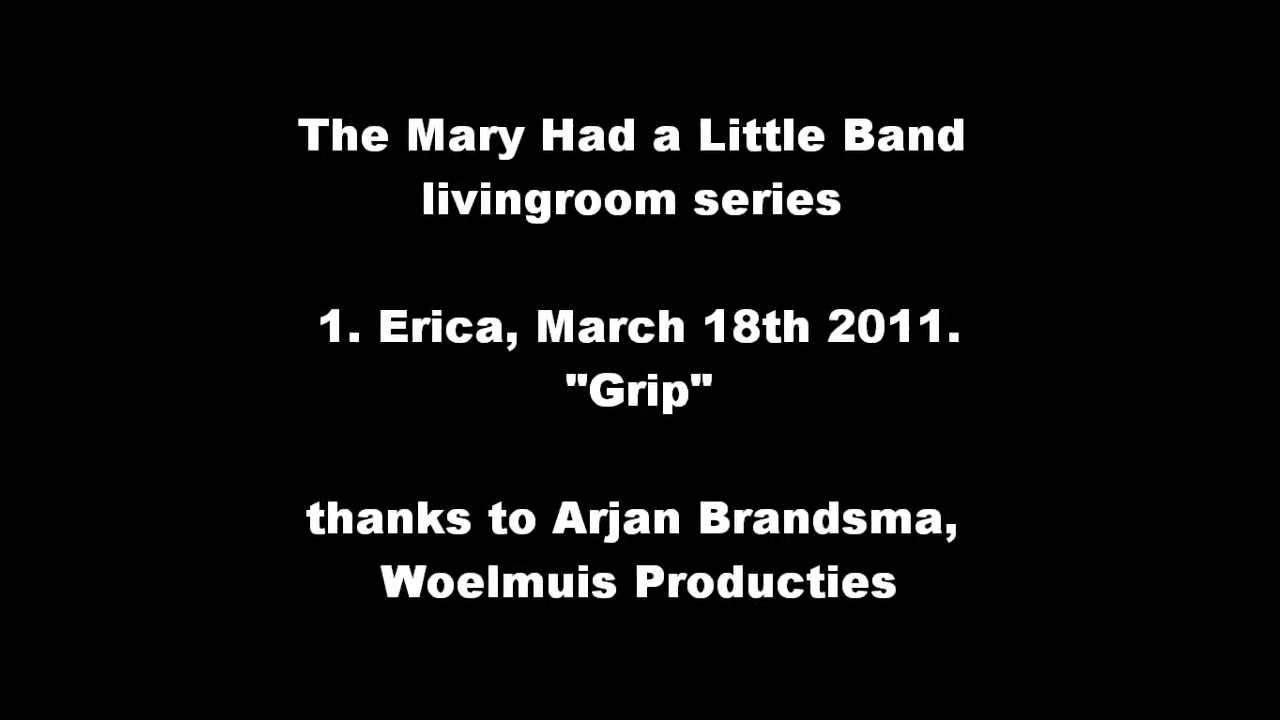 The Mary Had a Little Band
livingroom series
1. Erica, March 18th 2011.
"Grip"
thanks to Arjan Brandsma,
Woelmuis Producties